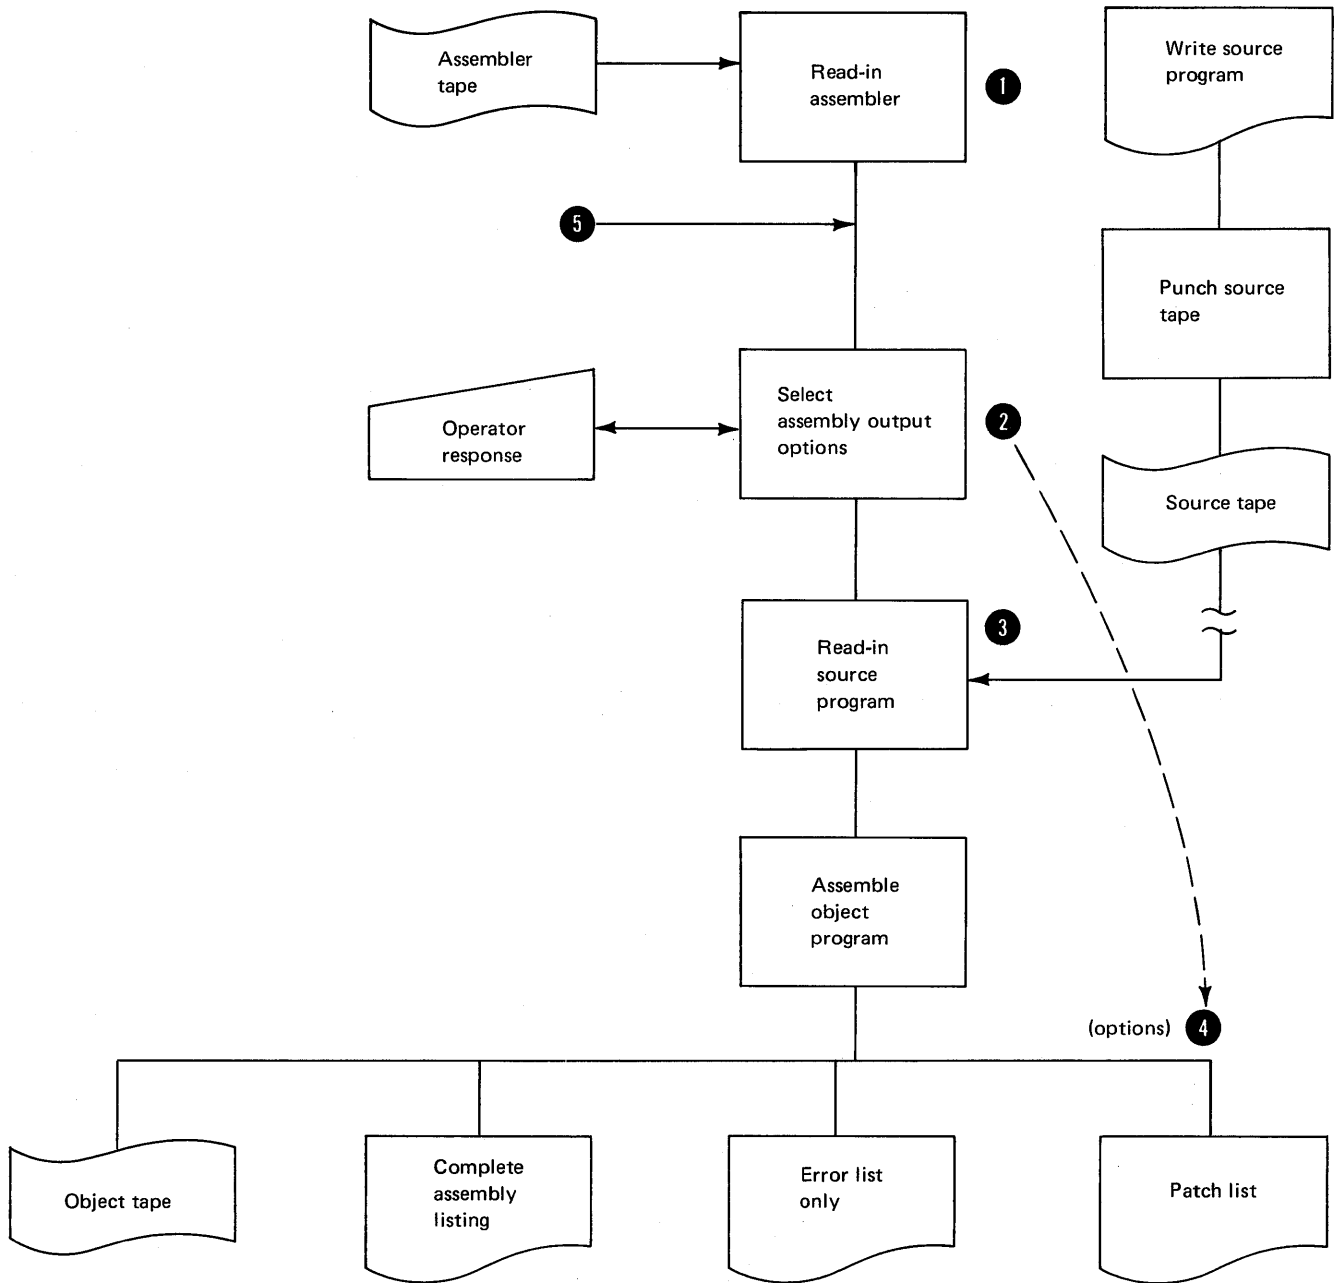 Assembler
tape
Read-in
assembler
1
Write source
program
5
Punch source
tape
Operator
response
Select
assembly output
options
2
Source tape
Read-in
source
program
3
Assemble
object
program
(options) 4
Object tape
Complete
assembly
listing
Error list
only
Patch list